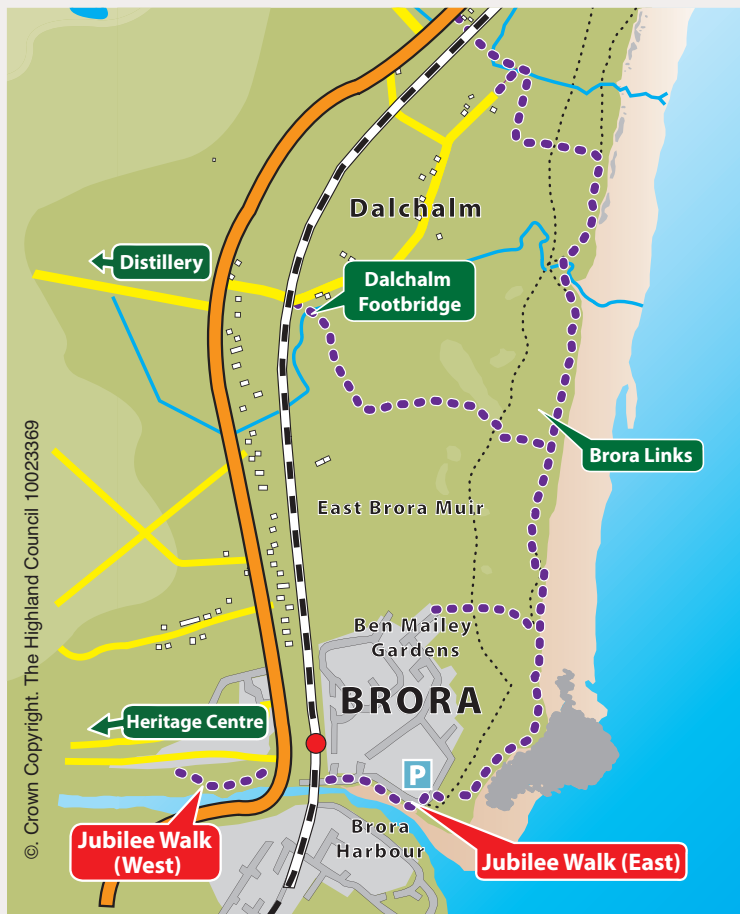 Dalchalm
Distillery
Dalchalm
Footbridge
Brora Links
East Brora Muir
Ben Mailey
Gardens
BRORA
Heritage Centre
P
Jubilee Walk
(West)
Brora
Harbour
Jubilee Walk (East)
©. Crown Copyright. The Highland Council 10023369